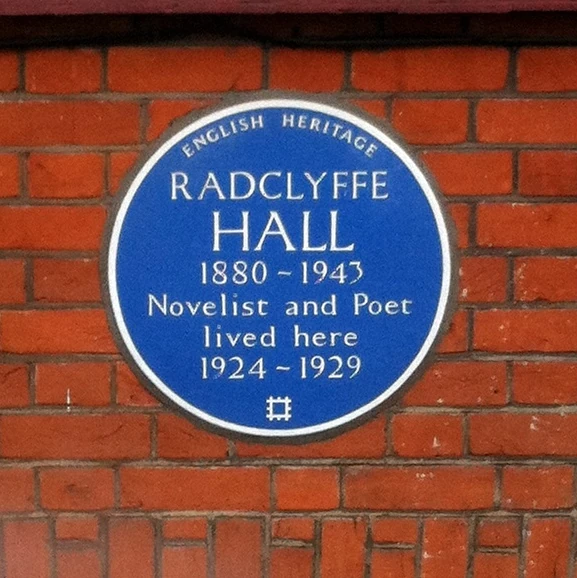 ENGLISH HERITAGE
RADCLYFFE
HALL
1880 ~ 1943
Novelist and Poet
lived here
1924 ~ 1929